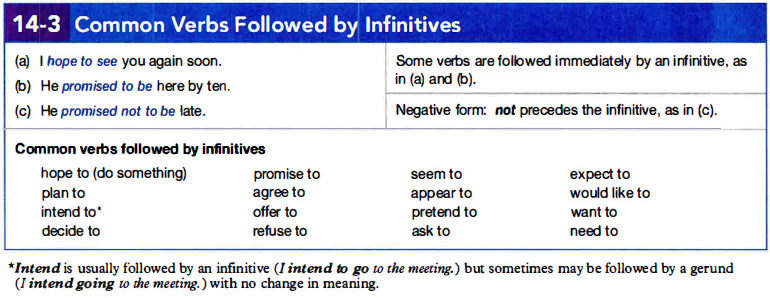 14-3 Common Verbs Followed by Infinitives
(a) I hope to see you again soon.
(b) He promised to be here by ten.
(c) He promised not to be late.
Some verbs are followed immediately by an infinitive, as
in (a) and (b).
Negative form: not precedes the infinitive, as in (c).
Common verbs followed by infinitives
hope to (do something) promise to seem to expect to
plan to agree to appear to would like to
intend to* offer to pretend to want to
decide to refuse to ask to need to
*Intend is usually followed by an infinitive (I intend to go to the meeting.) but sometimes may be followed by a gerund
(I intend going to the meeting.) with no change in meaning.